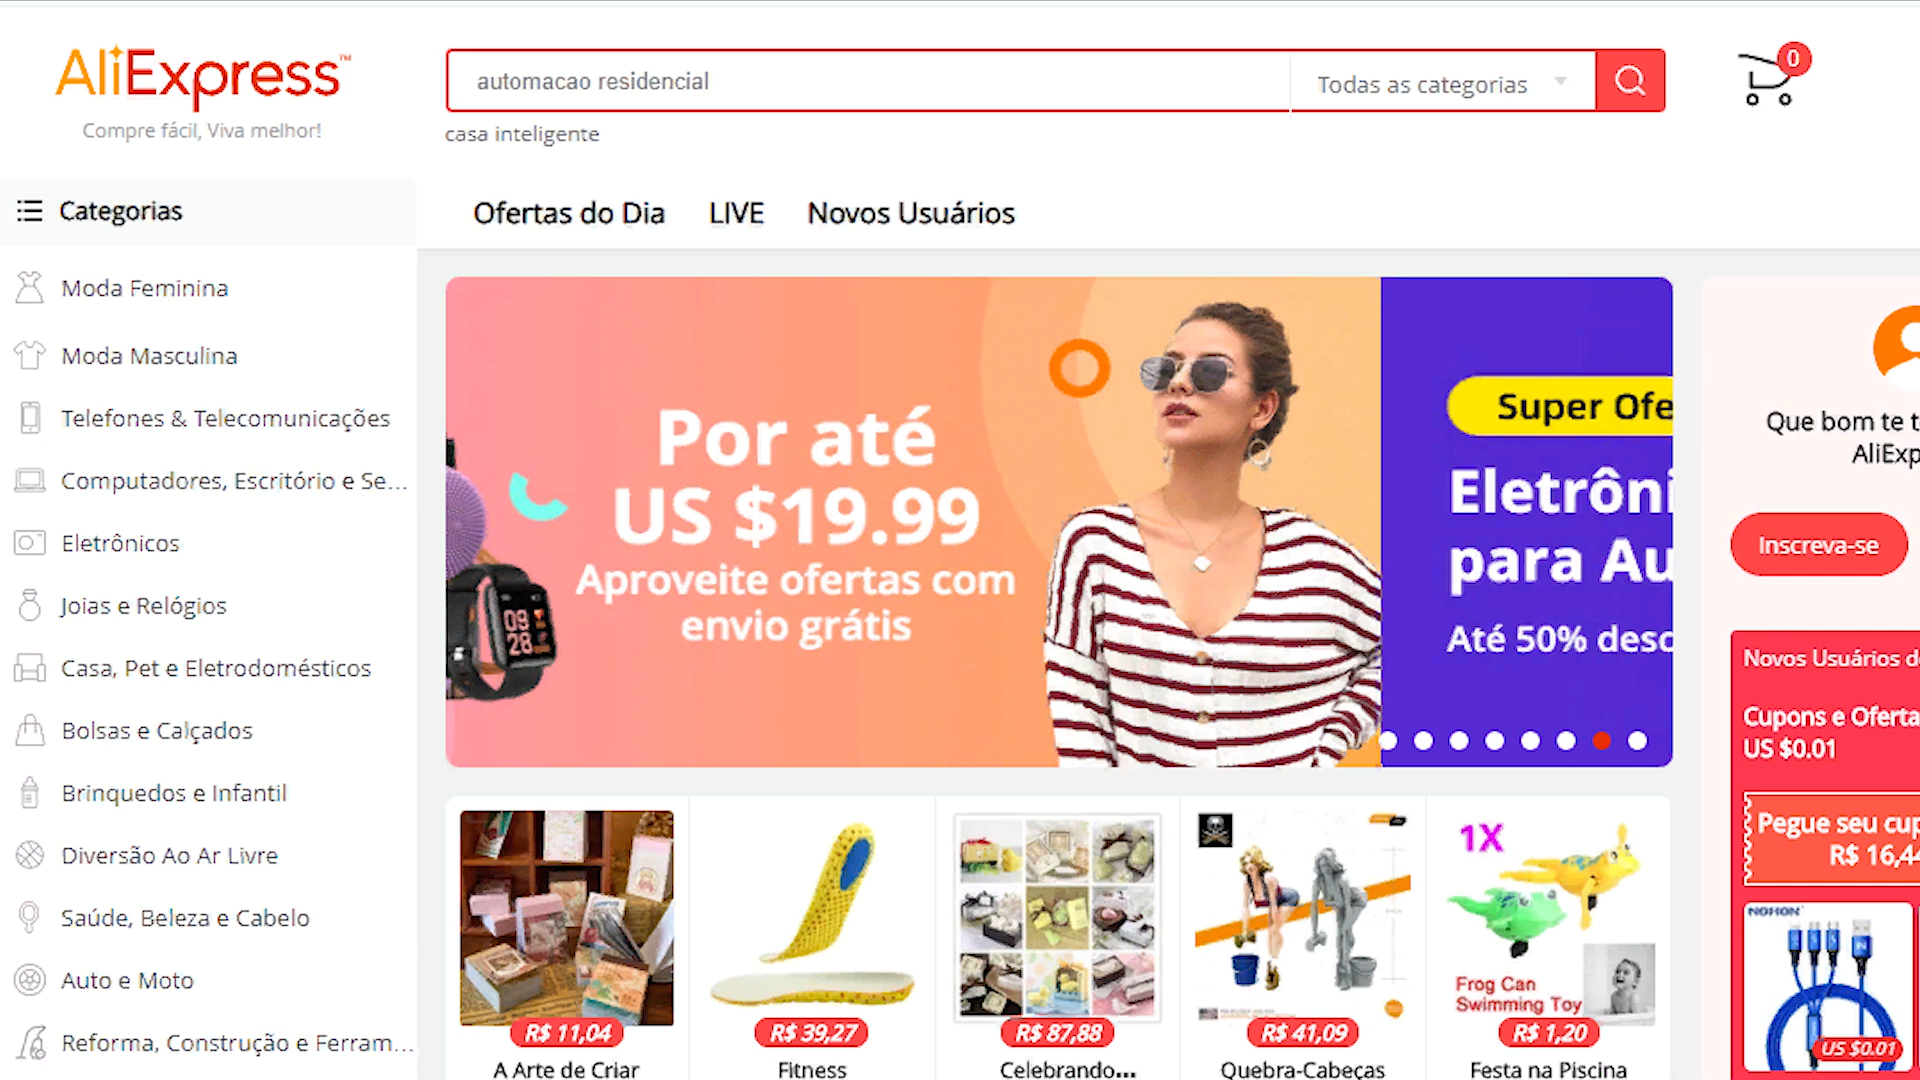 AliExpress™
Compre fácil, Viva melhor!
automacao residencial
Todas as categorias
0
casa inteligente
Categorias
Ofertas do Dia
LIVE
Novos Usuários
Moda Feminina
Moda Masculina
Telefones & Telecomunicações
Computadores, Escritório e Se...
Eletrônicos
Joias e Relógios
Casa, Pet e Eletrodomésticos
Bolsas e Calçados
Brinquedos e Infantil
Diversão Ao Ar Livre
Saúde, Beleza e Cabelo
Auto e Moto
Reforma, Construção e Ferram...
Por até
US $19.99
Aproveite ofertas com
envio grátis
09
28
Super Ofe
Eletrôni
para Au
Até 50% desc
Que bom te t
AliExp
Inscreva-se
Novos Usuários d
Cupons e Oferta
US $0.01
Pegue seu cup
R$ 16,44
NOHON
US $0.01
R$ 11,04
A Arte de Criar
R$ 39,27
Fitness
R$ 87,88
Celebrando...
R$ 41,09
Quebra-Cabeças
1X
Frog Can
Swimming Toy
R$ 1,20
Festa na Piscina